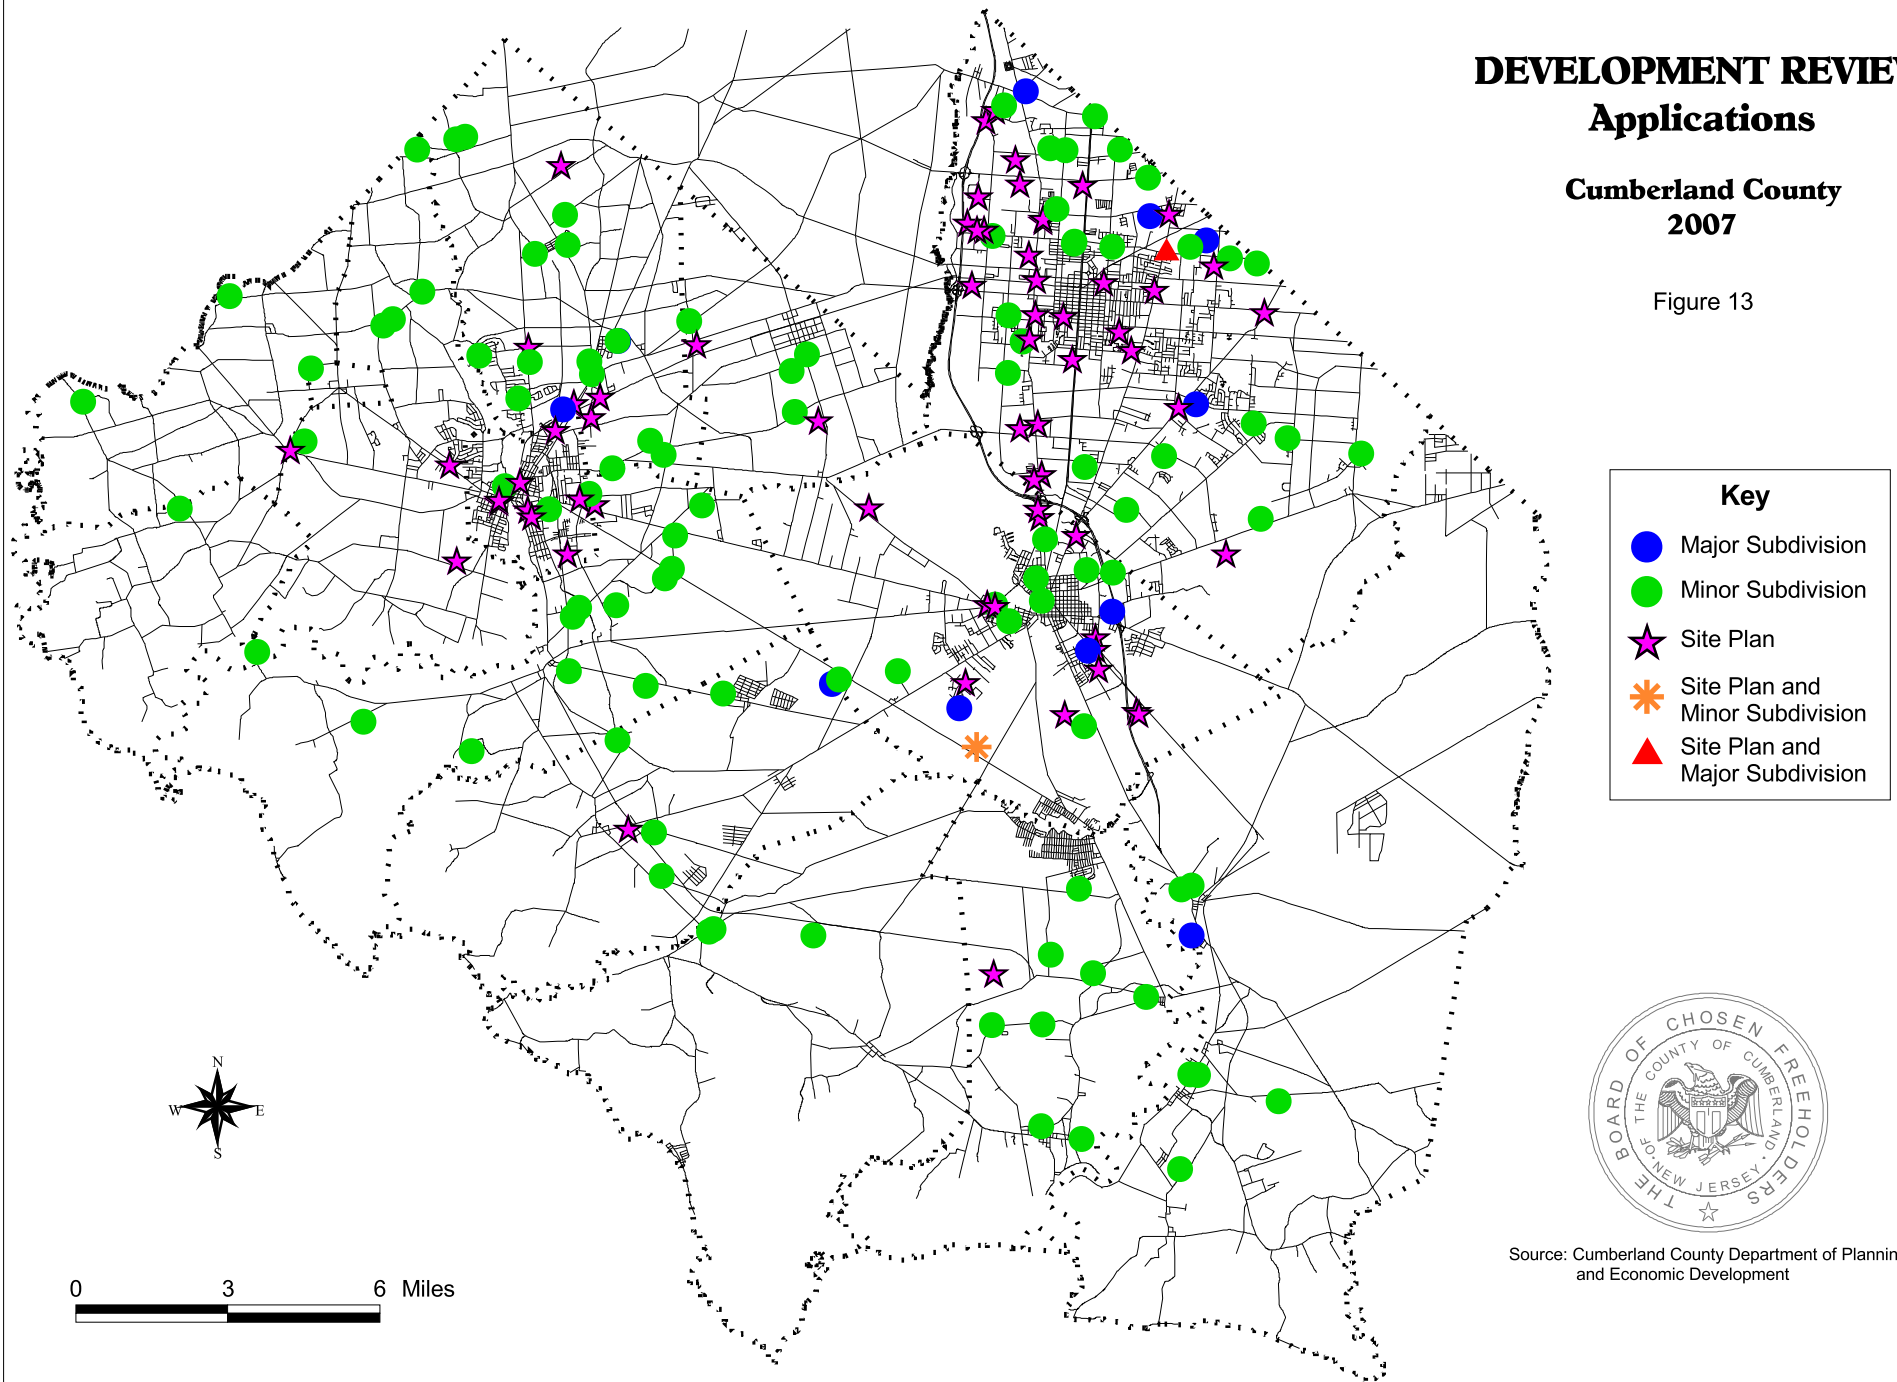 DEVELOPMENT REVIE
Applications
Cumberland County
2007
Figure 13
Key
Major Subdivision
Minor Subdivision
Site Plan
Site Plan and
Minor Subdivision
Site Plan and
Major Subdivision
N
W E
S
0 3 6 Miles
THE BOARD OF CHOSEN FREEHOLDERS
OF THE COUNTY OF CUMBERLAND
NEW JERSEY
Source: Cumberland County Department of Plannin
and Economic Development